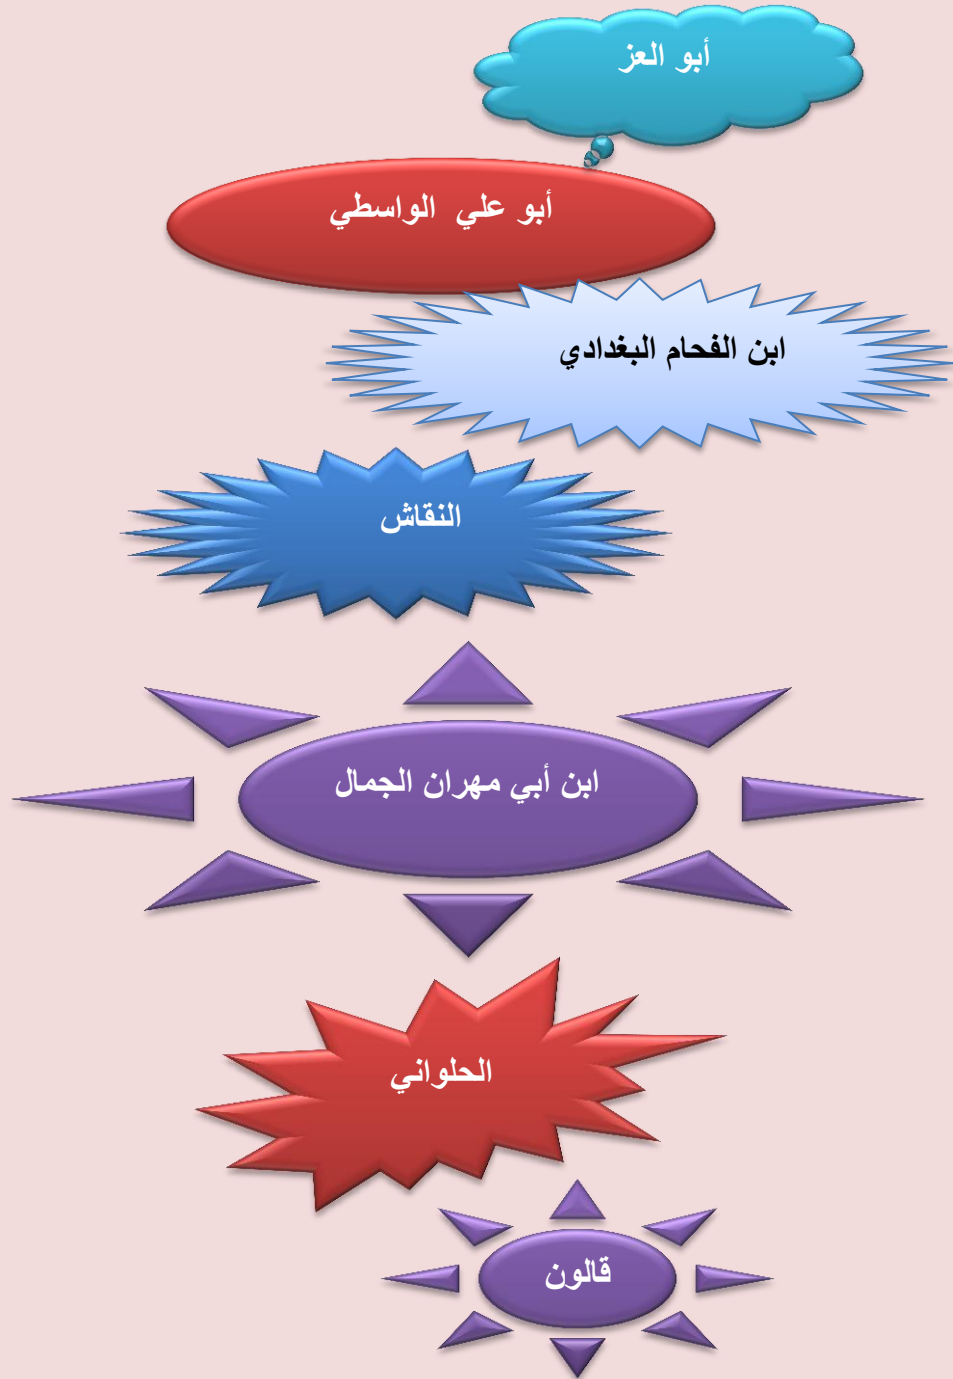 أبو العز
أبو علي الواسطي
ابن الفحام البغدادي
النقاش
ابن أبي مهران الجمال
الحلواني
قالون